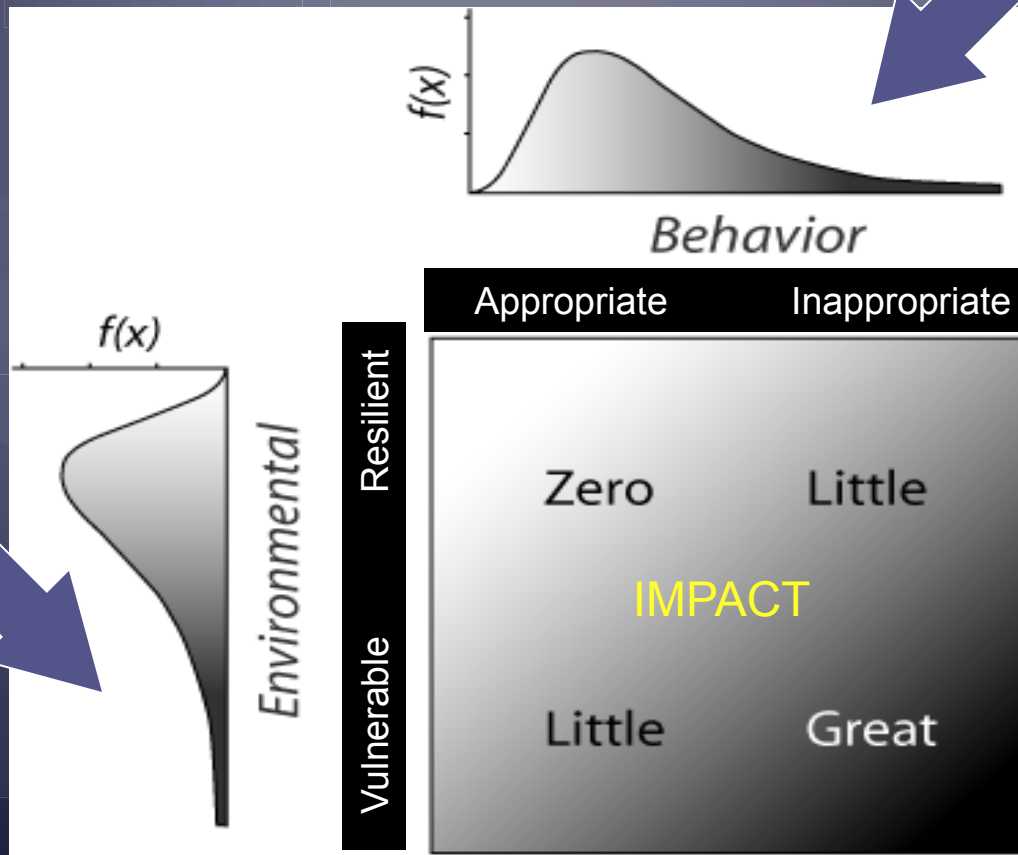 f(x)
Behavior
Appropriate Inappropriate
f(x)
Environmental
Resilient
Vulnerable
Zero Little
IMPACT
Little Great